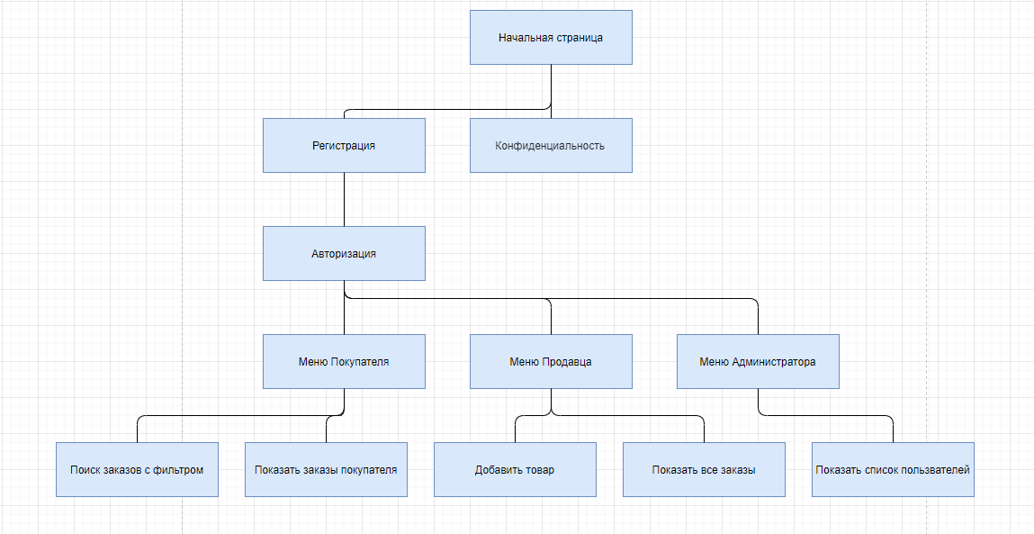 Начальная страница
Регистрация
Конфиденциальность
Авторизация
Меню Покупателя
Меню Продавца
Меню Администратора
Поиск заказов с фильтром
Показать заказы покупателя
Добавить товар
Показать все заказы
Показать список пользвателей